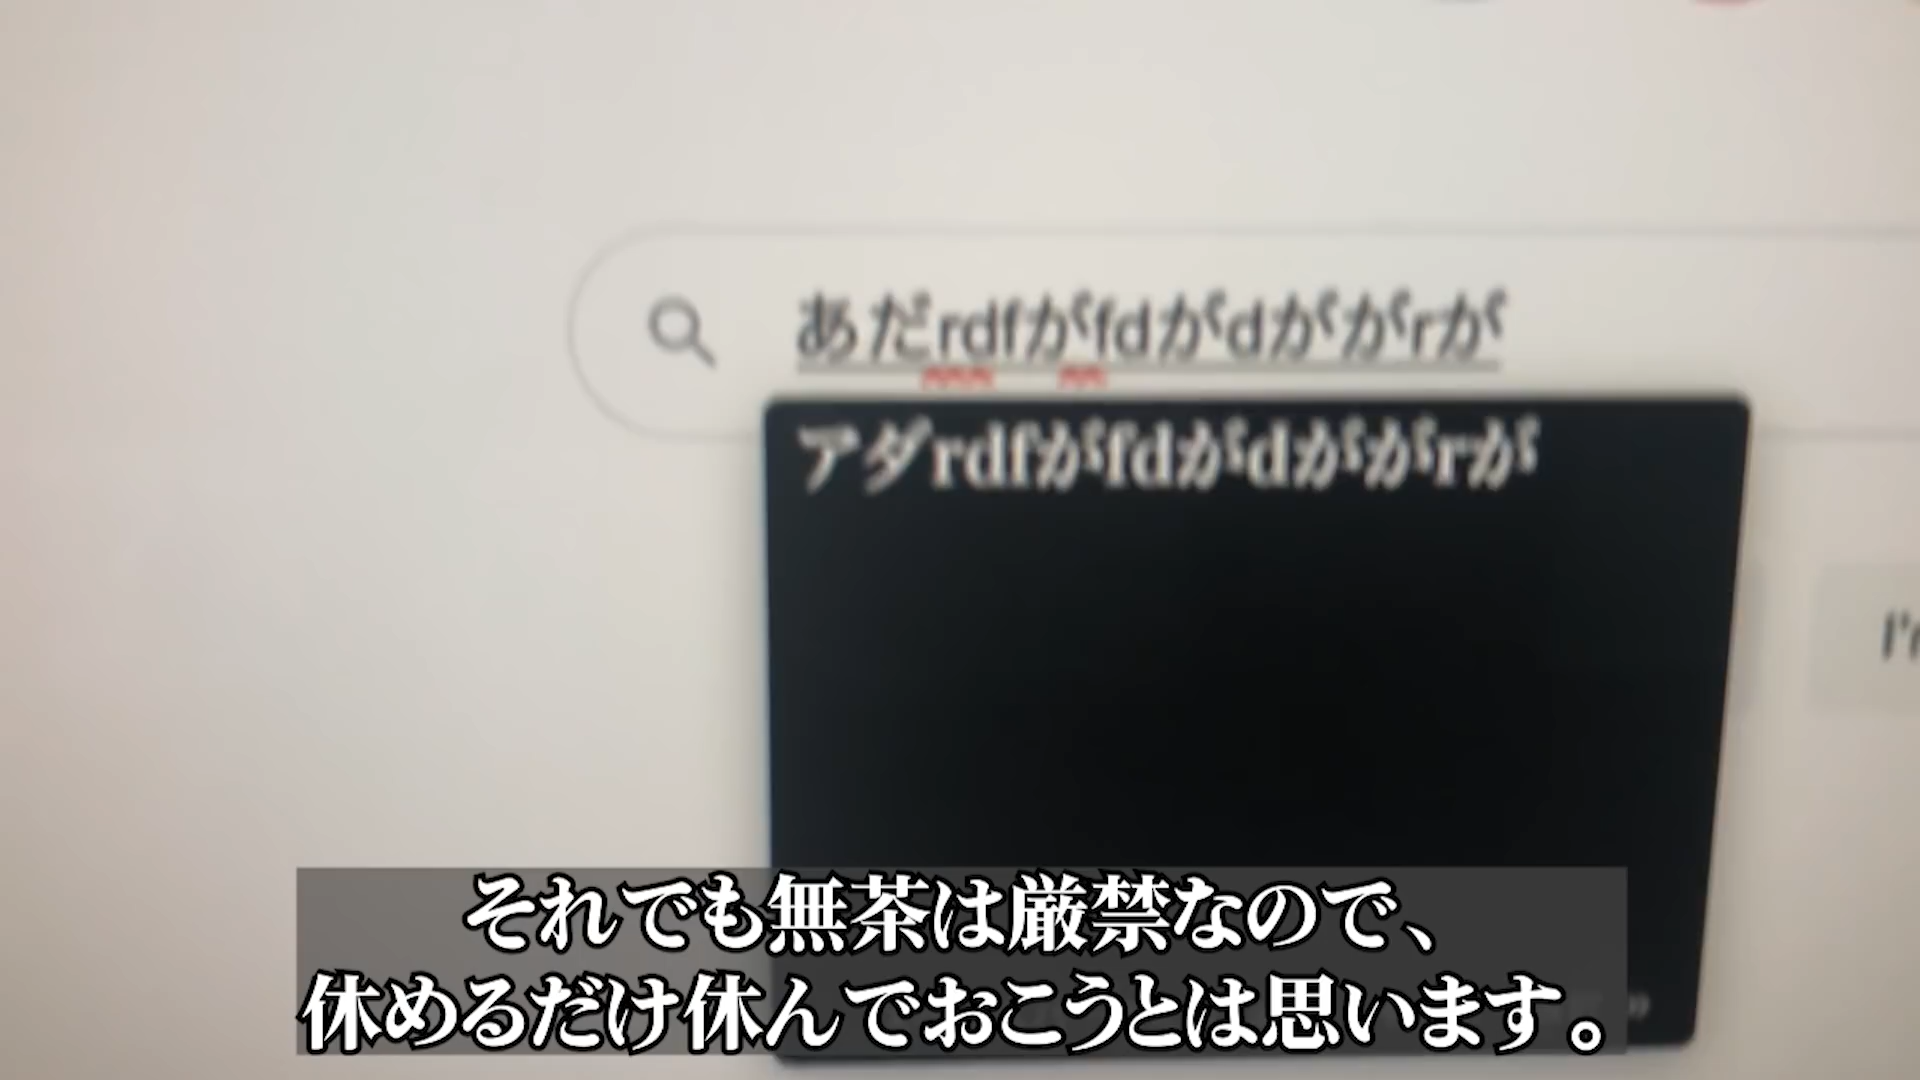 あだrdfがfdがdががrが
アダrdfがfdがdががrが
I'
それでも無茶は厳禁なので、
休めるだけ休んでおこうとは思います。